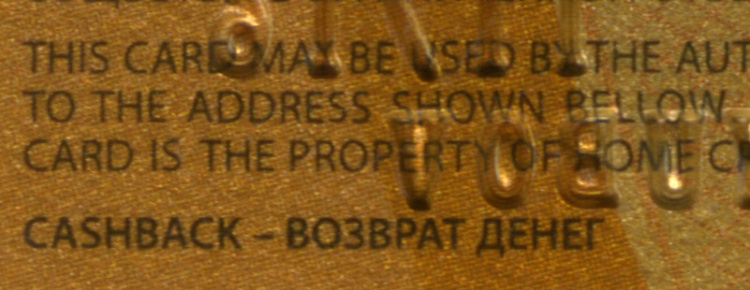 THIS CARD MAY BE USED BY THE AUT
TO THE ADDRESS SHOWN BELLOW.
CARD IS THE PROPERTY OF HOME
CASHBACK – ВОЗВРАТ ДЕНЕГ